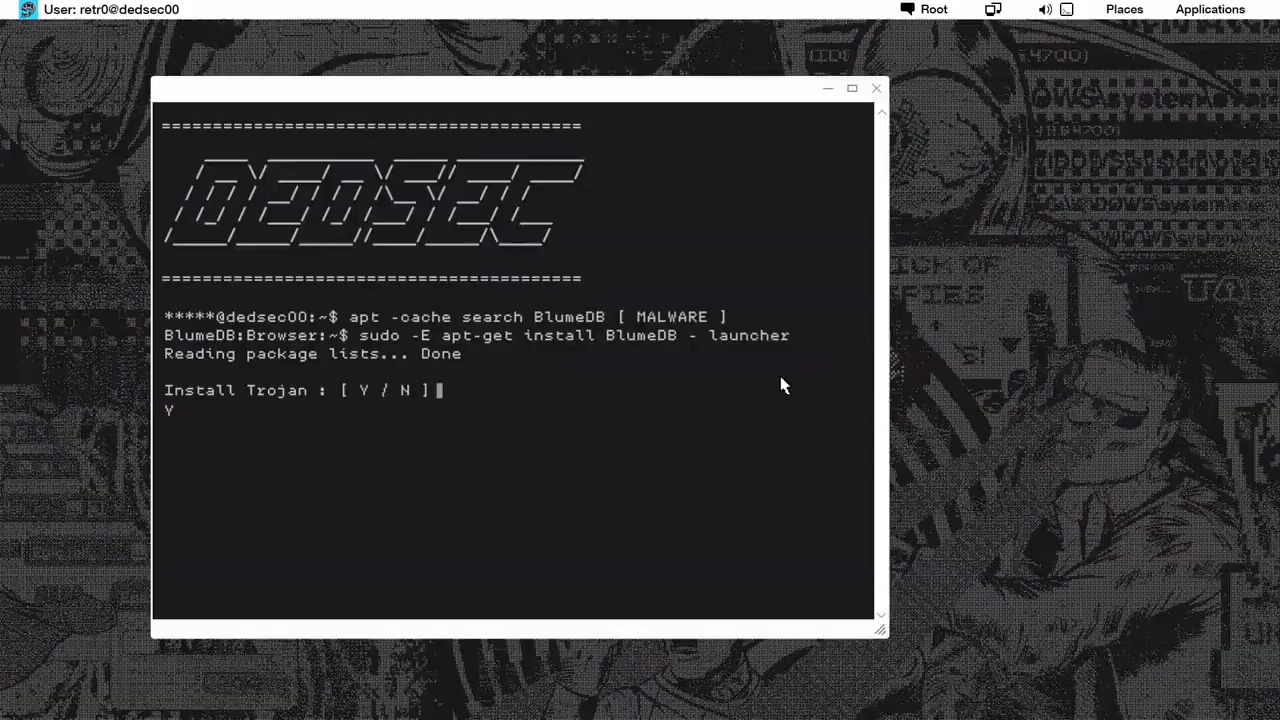 User: retr0@dedsec00
Root
Places
Applications
========================================
DEDSEC
========================================
*****@dedsec00:~$ apt -cache search BlumeDB [ MALWARE ]
BlumeDB:Browser:~$ sudo -E apt-get install BlumeDB - launcher
Reading package lists... Done
Install Trojan : [ Y / N ]
Y